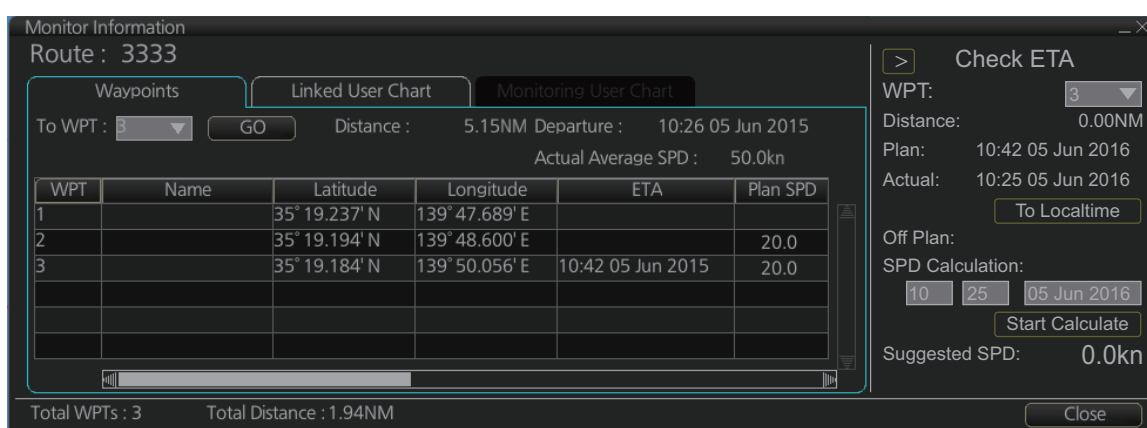 Monitor Information
Route : 3333
Waypoints Linked User Chart Monitoring User Chart
To WPT : 3 GO Distance : 5.15NM Departure : 10:26 05 Jun 2015
Actual Average SPD : 50.0kn
WPT Name Latitude Longitude ETA Plan SPD
1 35° 19.237' N 139° 47.689' E
2 35° 19.194' N 139° 48.600' E 20.0
3 35° 19.184' N 139° 50.056' E 10:42 05 Jun 2015 20.0
Total WPTs : 3 Total Distance : 1.94NM
> Check ETA
WPT: 3
Distance: 0.00NM
Plan: 10:42 05 Jun 2016
Actual: 10:25 05 Jun 2016
To Localtime
Off Plan:
SPD Calculation:
10 25 05 Jun 2016
Start Calculate
Suggested SPD: 0.0kn
Close